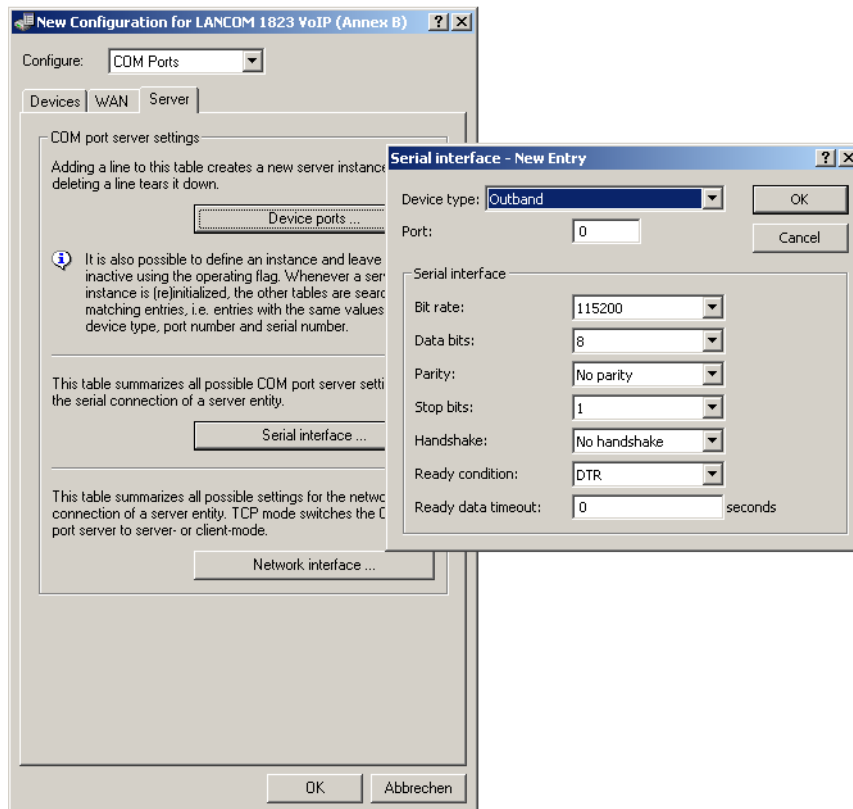 New Configuration for LANCOM 1823 VoIP (Annex B)
Configure: COM Ports
Devices WAN Server
COM port server settings
Adding a line to this table creates a new server instance
deleting a line tears it down.
Device ports ...
It is also possible to define an instance and leave
inactive using the operating flag. Whenever a ser
instance is (re)initialized, the other tables are searc
matching entries, i.e. entries with the same values
device type, port number and serial number.
This table summarizes all possible COM port server setti
the serial connection of a server entity.
Serial interface ...
This table summarizes all possible settings for the netwo
connection of a server entity. TCP mode switches the C
port server to server- or client-mode.
Network interface ...
OK Abbrechen
Serial interface - New Entry
Device type: Outband OK
Port: 0 Cancel
Serial interface
Bit rate: 115200
Data bits: 8
Parity: No parity
Stop bits: 1
Handshake: No handshake
Ready condition: DTR
Ready data timeout: 0 seconds